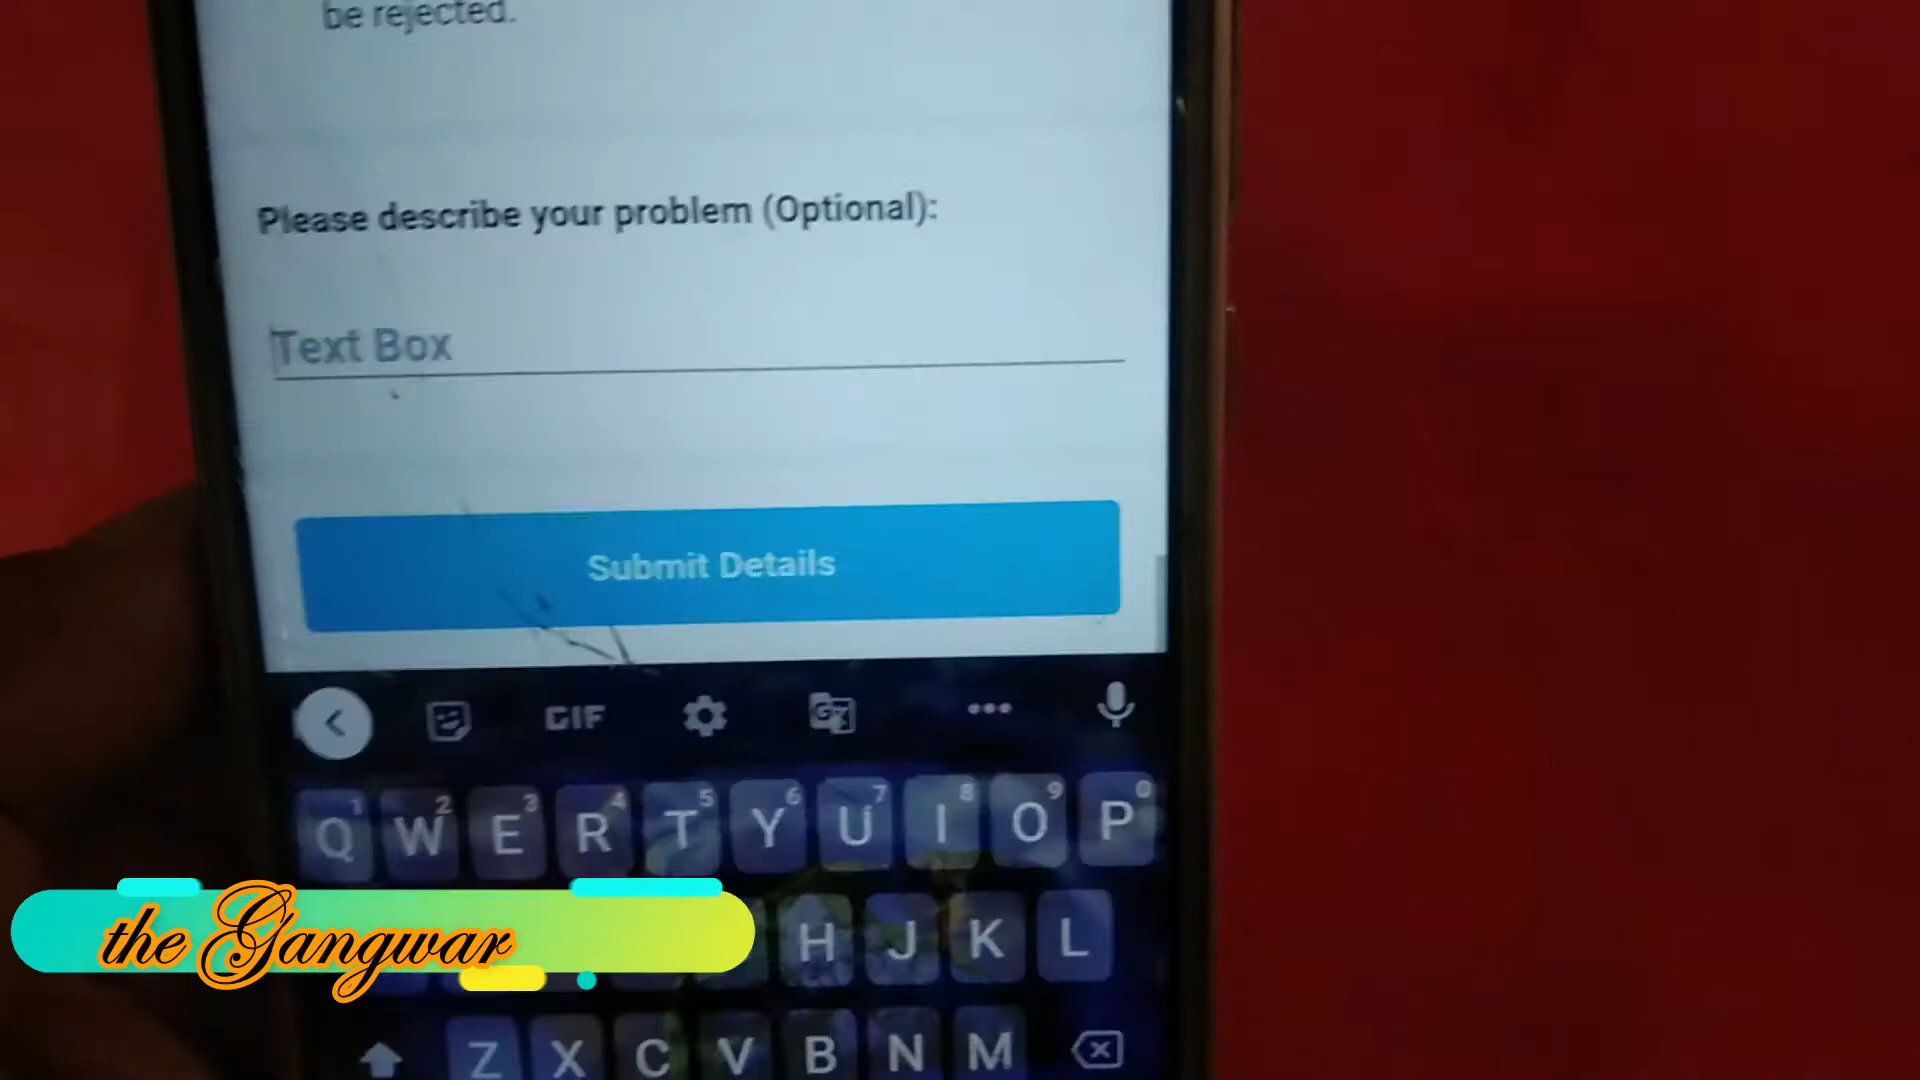 be rejected.
Please describe your problem (Optional):
Text Box
Submit Details
GIF
1 2 3 4 5 6 7 8 9 0
Q W E R T Y U I O P
the Gangwar
H J K L
Z X C V B N M